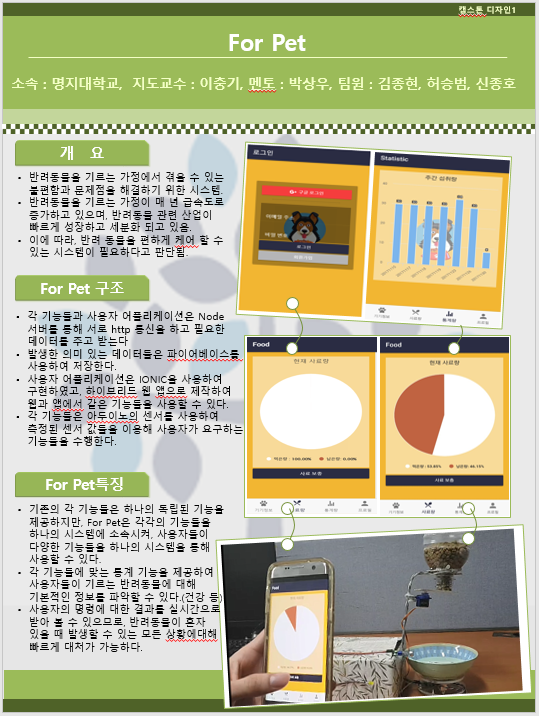 캡스톤 디자인1
For Pet
소속 : 명지대학교, 지도교수 : 이충기, 멘토 : 박상우, 팀원 : 김종현, 허승범, 신종호
개 요
• 반려동물을 기르는 가정에서 겪을 수 있는
불편함과 문제점을 해결하기 위한 시스템.
• 반려동물을 기르는 가정이 매 년 급속도로
증가하고 있으며, 반려동물 관련 산업이
빠르게 성장하고 세분화 되고 있음.
• 이에 따라, 반려 동물을 편하게 케어 할 수
있는 시스템이 필요하다고 판단됨.
For Pet 구조
• 각 기능들과 사용자 어플리케이션은 Node
서버를 통해 서로 http 통신을 하고 필요한
데이터를 주고 받는다
• 발생한 의미 있는 데이터들은 파이어베이스를
사용하여 저장한다.
• 사용자 어플리케이션은 IONIC을 사용하여
구현하였고, 하이브리드 웹 앱으로 제작하여
웹과 앱에서 같은 기능들을 사용할 수 있다.
• 각 기능들은 아두이노의 센서를 사용하여
측정된 센서 값들을 이용해 사용자가 요구하는
기능들을 수행한다.
For Pet특징
• 기존의 각 기능들은 하나의 독립된 기능을
제공하지만, For Pet은 각각의 기능들을
하나의 시스템에 소속시켜, 사용자들이
다양한 기능들을 하나의 시스템을 통해
사용할 수 있다.
• 각 기능들에 맞는 통계 기능을 제공하여
사용자들이 기르는 반려동물에 대해
기본적인 정보를 파악할 수 있다.(건강 등)
• 사용자의 명령에 대한 결과를 실시간으로
받아 볼 수 있으므로, 반려동물이 혼자
있을 때 발생할 수 있는 모든 상황에대해
빠르게 대처가 가능하다.
로그인
구글 로그인
로그인
Statistic
주간 섭취량
Food
현재 사료량
먹은양 : 100.00% 남은양 : 0.00%
사료 보충
Food
현재 사료량
사료 보충
Food